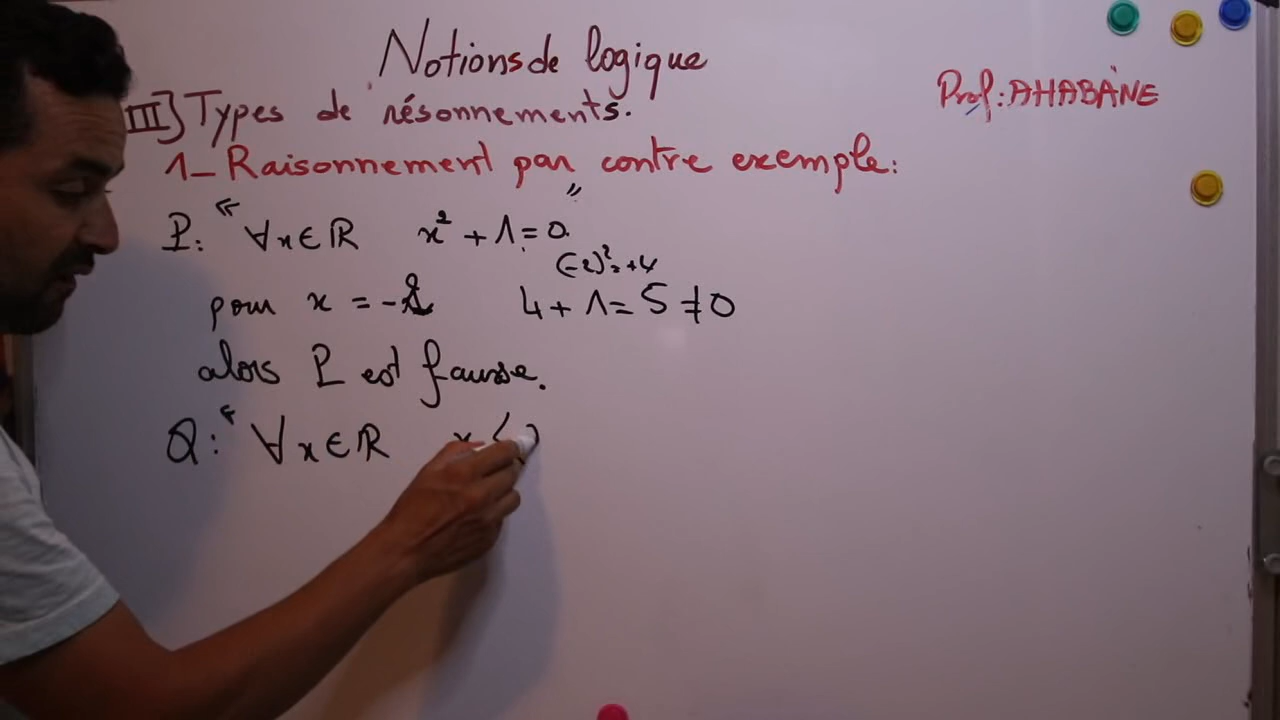 Notions de logique
Prof: AHABANE
III] Types de résonnements.
1_ Raisonnement par contre exemple:
P: " ∀x∈ℝ x² + 1 = 0 "
(-2)² = +4
pour x = -2 4 + 1 = 5 ≠ 0
alors P est fausse.
Q: " ∀x∈ℝ x